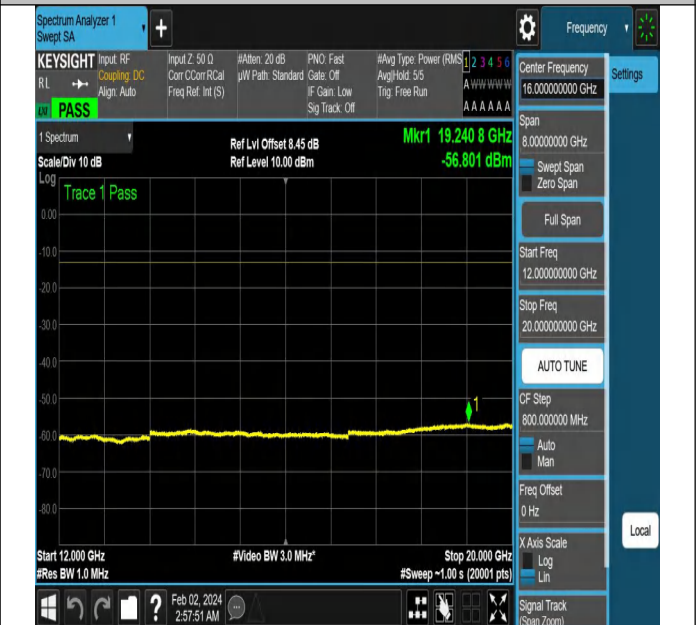 Spectrum Analyzer 1
Swept SA
+
Frequency
KEYSIGHT
RL
PASS
Input: RF
Coupling: DC
Align: Auto
Input Z: 50 Ω
Corr CCorr RCal
Freq Ref: Int (S)
#Atten: 20 dB
µW Path: Standard
PNO: Fast
Gate: Off
IF Gain: Low
Sig Track: Off
#Avg Type: Power (RMS
Avg|Hold: 5/5
Trig: Free Run
1 2 3 4 5 6
A W W W W W
A A A A A A
1 Spectrum
Scale/Div 10 dB
Log
Ref Lvl Offset 8.45 dB
Ref Level 10.00 dBm
Mkr1 19.240 8 GHz
-56.801 dBm
Trace 1 Pass
0.00
-10.0
-20.0
-30.0
-40.0
-50.0
-60.0
-70.0
-80.0
1
Start 12.000 GHz
#Res BW 1.0 MHz
#Video BW 3.0 MHz*
Stop 20.000 GHz
#Sweep ~1.00 s (20001 pts)
?
Feb 02, 2024
2:57:51 AM
Center Frequency
16.000000000 GHz
Span
8.00000000 GHz
Swept Span
Zero Span
Full Span
Start Freq
12.000000000 GHz
Stop Freq
20.000000000 GHz
AUTO TUNE
CF Step
800.000000 MHz
Auto
Man
Freq Offset
0 Hz
X Axis Scale
Log
Lin
Signal Track
(Span Zoom)
Settings
Local